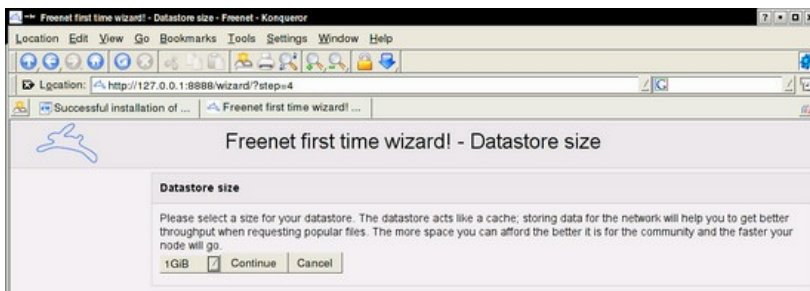 Freenet first time wizard! - Datastore size - Freenet - Konqueror
Location Edit View Go Bookmarks Tools Settings Window Help
Location: http://127.0.0.1:8888/wizard/?step=4
Successful installation of ... Freenet first time wizard! ...
Freenet first time wizard! - Datastore size
Datastore size
Please select a size for your datastore. The datastore acts like a cache; storing data for the network will help you to get better
throughput when requesting popular files. The more space you can afford the better it is for the community and the faster your
node will go.
1GiB Continue Cancel